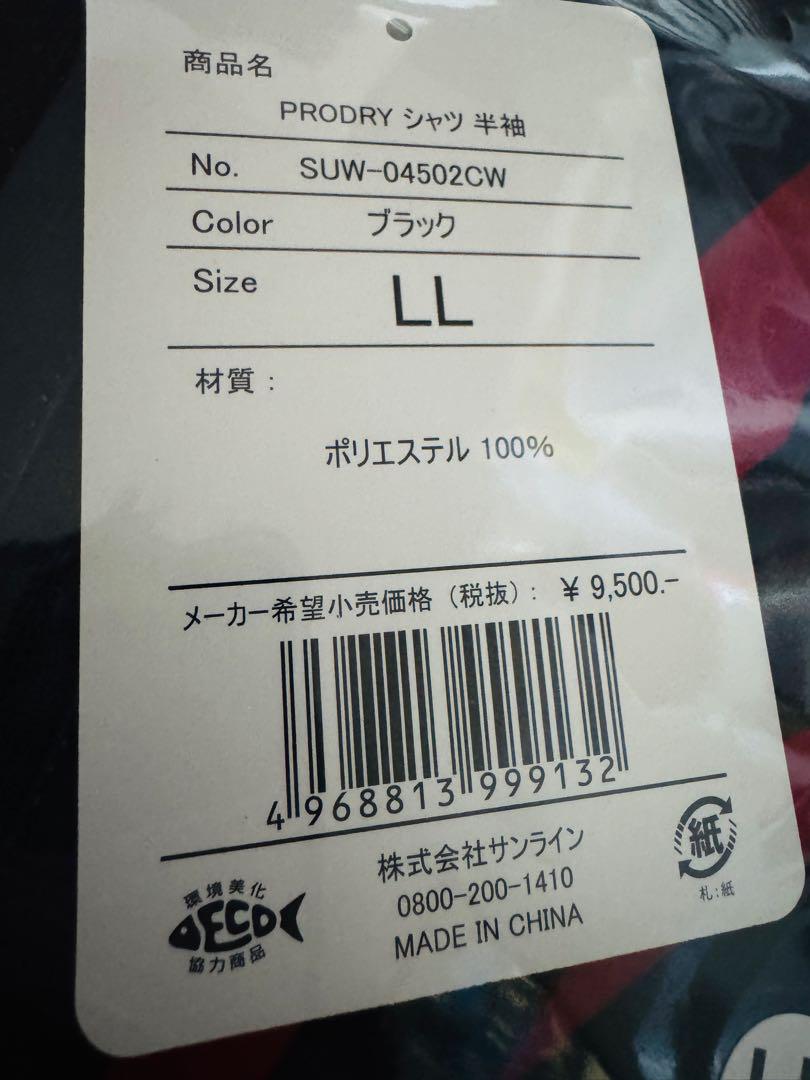 商品名
PRODRY シャツ 半袖
No. SUW-04502CW
Color ブラック
Size LL
材質：
ポリエステル 100%
メーカー希望小売価格（税抜）： ¥ 9,500.-
4 968813 999132
株式会社サンライン
0800-200-1410
MADE IN CHINA
環境美化
ECO
協力商品
紙
札：紙